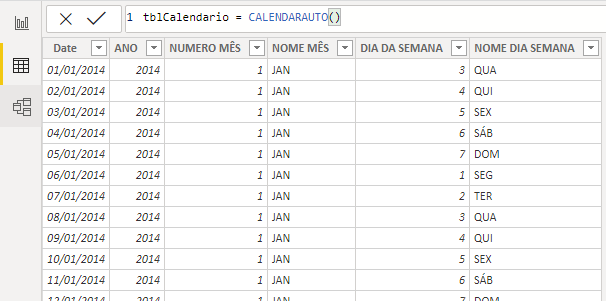 1 tblCalendario = CALENDARAUTO()
Date ANO NUMERO MÊS NOME MÊS DIA DA SEMANA NOME DIA SEMANA
01/01/2014 2014 1 JAN 3 QUA
02/01/2014 2014 1 JAN 4 QUI
03/01/2014 2014 1 JAN 5 SEX
04/01/2014 2014 1 JAN 6 SÁB
05/01/2014 2014 1 JAN 7 DOM
06/01/2014 2014 1 JAN 1 SEG
07/01/2014 2014 1 JAN 2 TER
08/01/2014 2014 1 JAN 3 QUA
09/01/2014 2014 1 JAN 4 QUI
10/01/2014 2014 1 JAN 5 SEX
11/01/2014 2014 1 JAN 6 SÁB
12/01/2014 2014 1 JAN 7 DOM